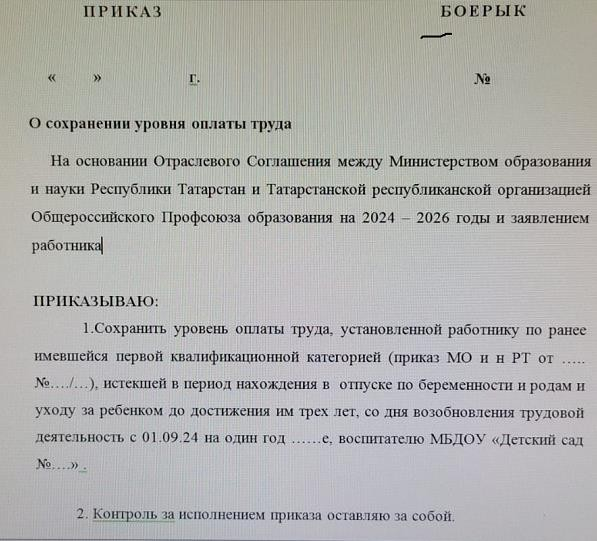 ПРИКАЗ БОЕРЫК
« » г. №
О сохранении уровня оплаты труда
На основании Отраслевого Соглашения между Министерством образования
и науки Республики Татарстан и Татарстанской республиканской организацией
Общероссийского Профсоюза образования на 2024 – 2026 годы и заявлением
работника
ПРИКАЗЫВАЮ:
1.Сохранить уровень оплаты труда, установленной работнику по ранее
имевшейся первой квалификационной категорией (приказ МО и н РТ от …..
№…./…), истекшей в период нахождения в отпуске по беременности и родам и
уходу за ребенком до достижения им трех лет, со дня возобновления трудовой
деятельность с 01.09.24 на один год ……е, воспитателю МБДОУ «Детский сад
№….» .
2. Контроль за исполнением приказа оставляю за собой.